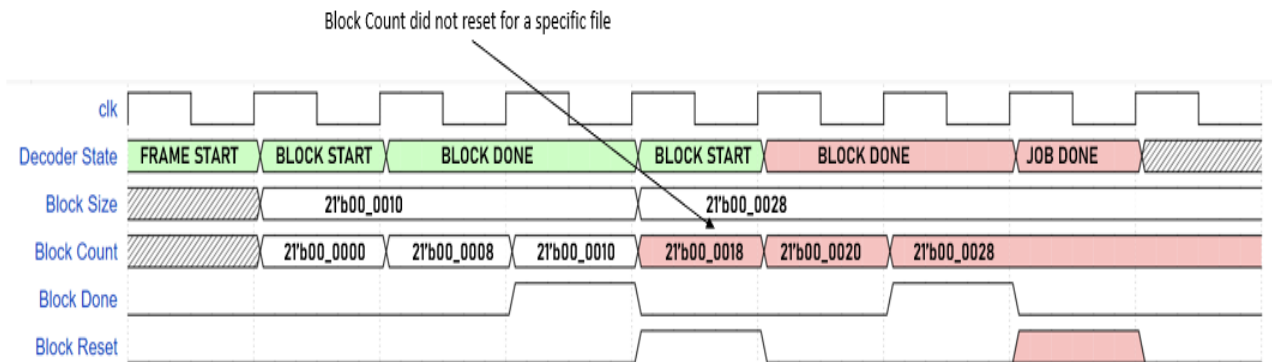 Block Count did not reset for a specific file
clk
Decoder State FRAME START BLOCK START BLOCK DONE BLOCK START BLOCK DONE JOB DONE
Block Size 21'b00_0010 21'b00_0028
Block Count 21'b00_0000 21'b00_0008 21'b00_0010 21'b00_0018 21'b00_0020 21'b00_0028
Block Done
Block Reset